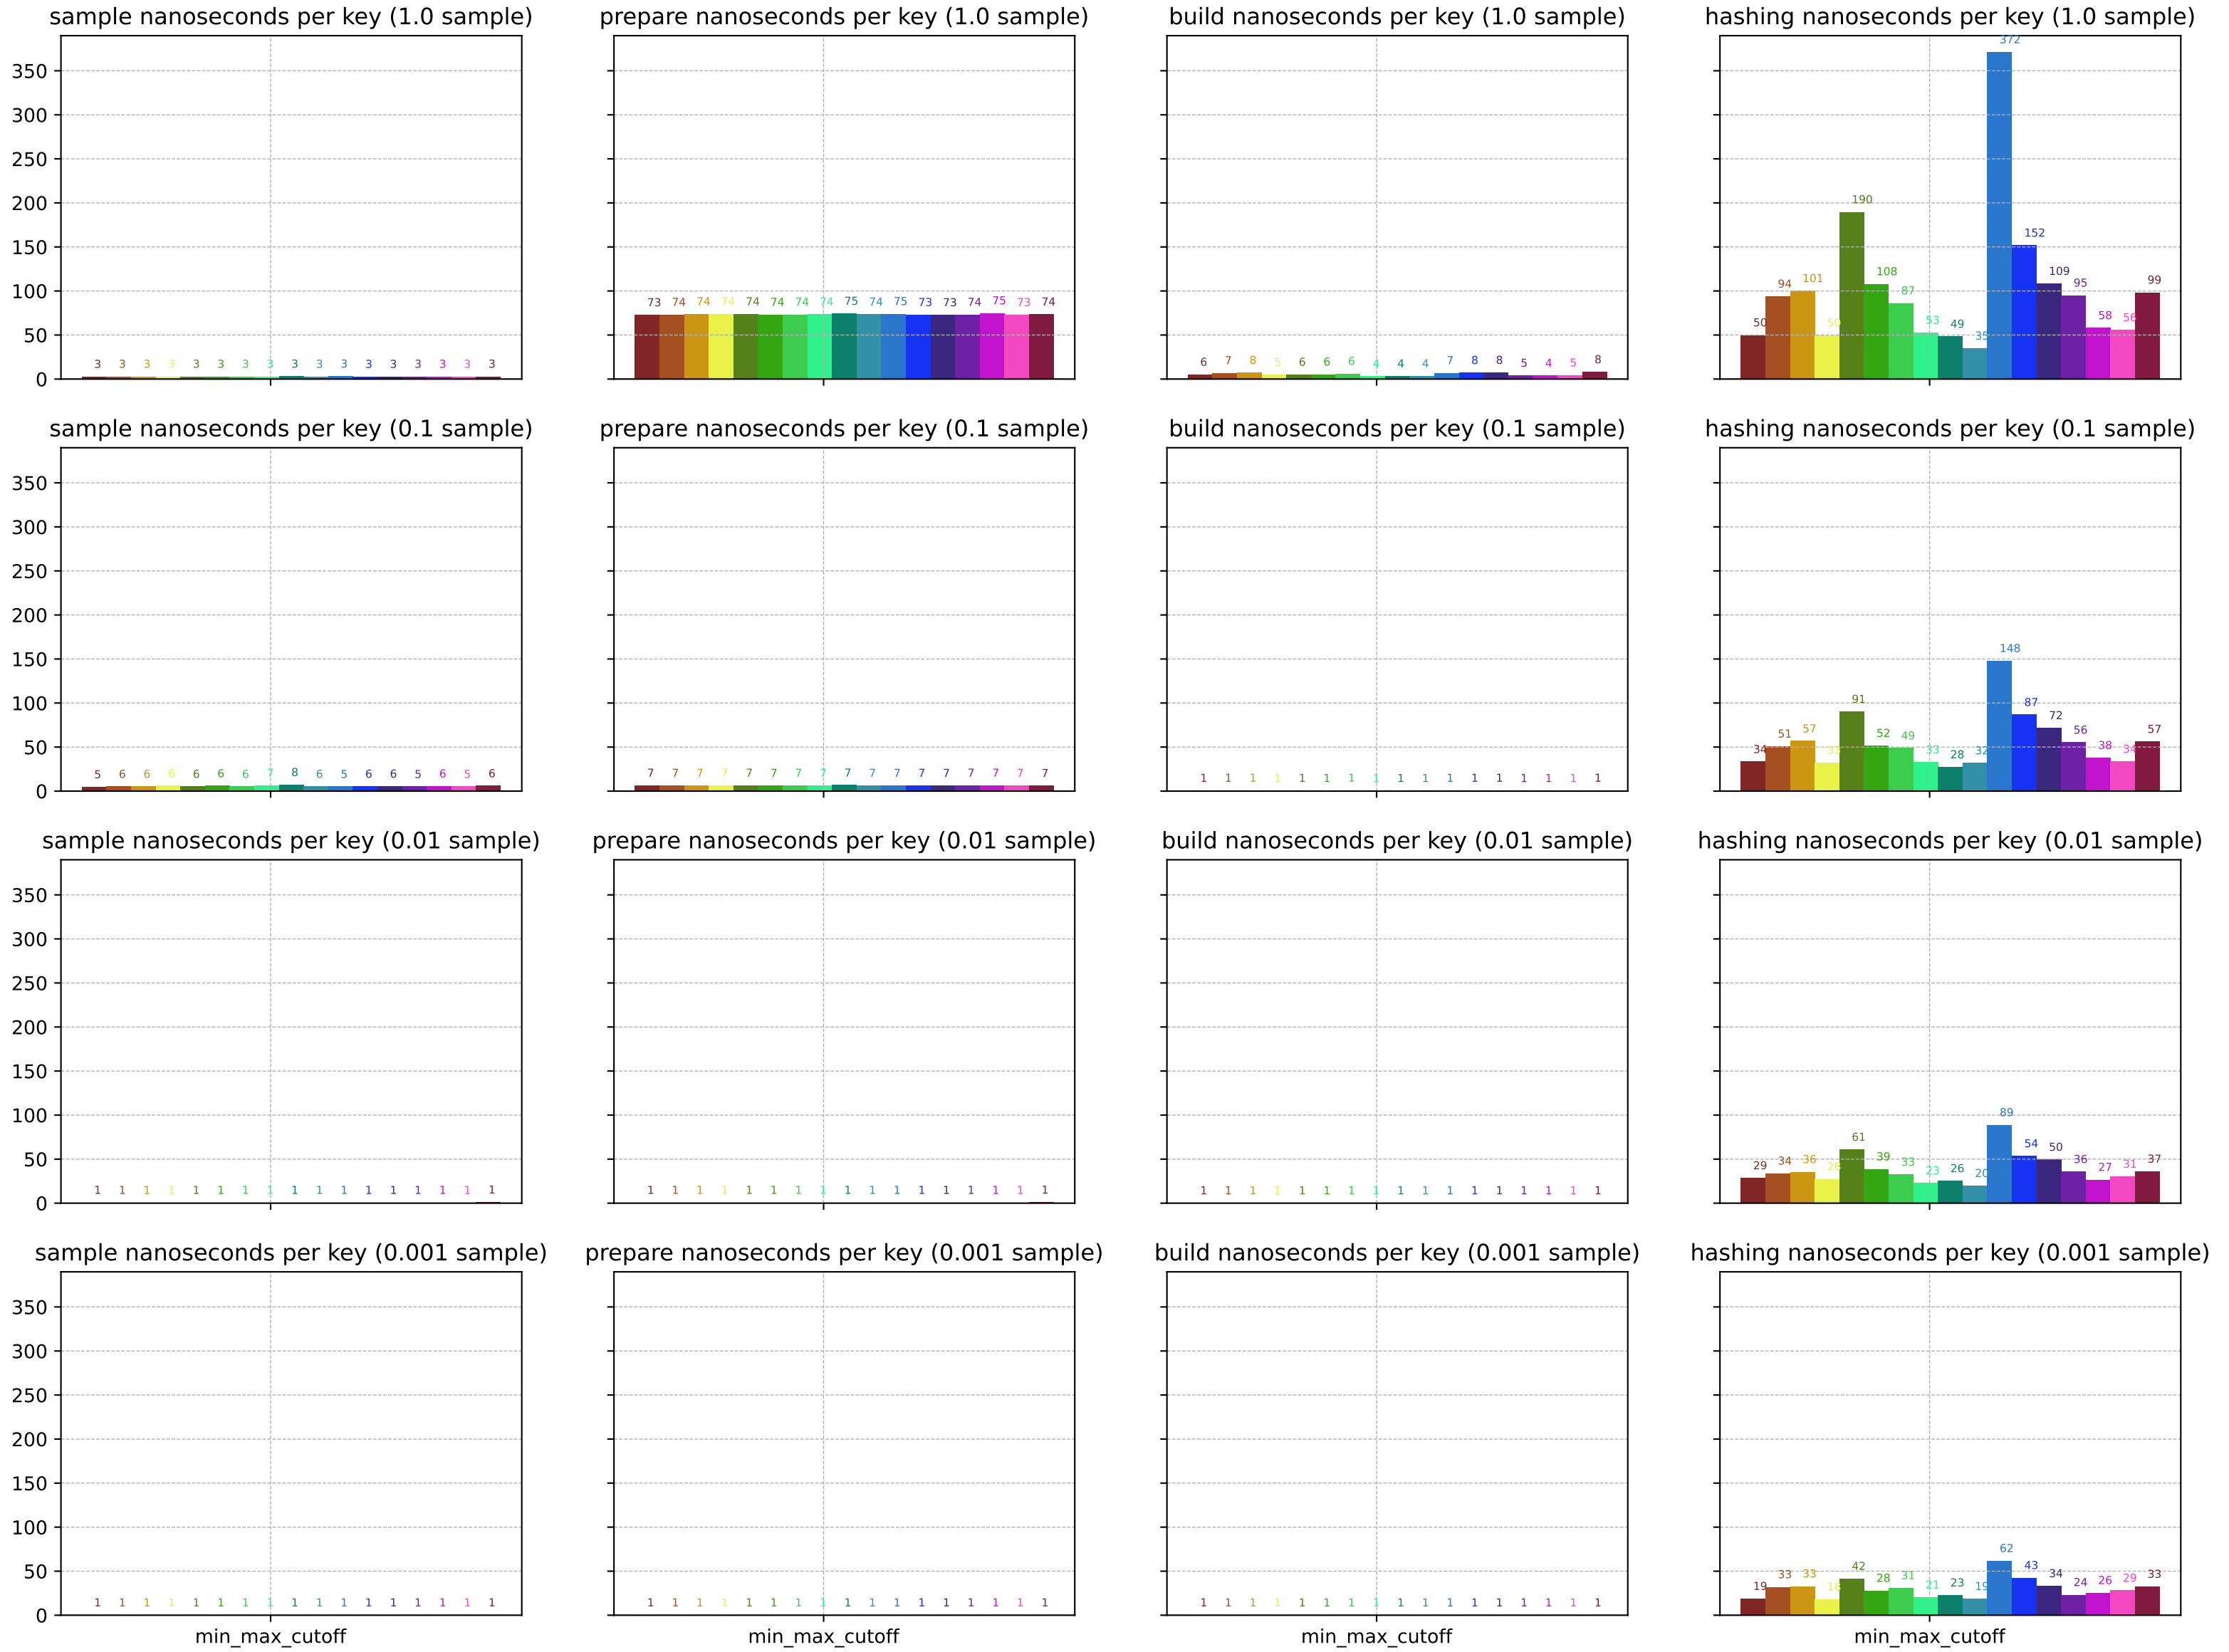 sample nanoseconds per key (1.0 sample)
prepare nanoseconds per key (1.0 sample)
build nanoseconds per key (1.0 sample)
hashing nanoseconds per key (1.0 sample)
350
300
250
200
150
100
50
0
3 3 3 3 3 3 3 3 3 3 3 3 3 3 3 3 3
73 74 74 74 74 74 74 74 75 74 75 73 73 74 75 73 74
6 7 8 5 6 6 6 4 4 4 7 8 8 5 4 5 8
50 94 101 50 190 108 87 53 49 35 372 152 109 95 58 56 99
sample nanoseconds per key (0.1 sample)
prepare nanoseconds per key (0.1 sample)
build nanoseconds per key (0.1 sample)
hashing nanoseconds per key (0.1 sample)
350
300
250
200
150
100
50
0
5 6 6 6 6 6 6 7 8 6 5 6 6 5 6 5 6
7 7 7 7 7 7 7 7 7 7 7 7 7 7 7 7 7
1 1 1 1 1 1 1 1 1 1 1 1 1 1 1 1 1
34 51 57 91 52 49 33 28 32 148 87 72 56 38 34 57
sample nanoseconds per key (0.01 sample)
prepare nanoseconds per key (0.01 sample)
build nanoseconds per key (0.01 sample)
hashing nanoseconds per key (0.01 sample)
350
300
250
200
150
100
50
0
1 1 1 1 1 1 1 1 1 1 1 1 1 1 1 1 1
1 1 1 1 1 1 1 1 1 1 1 1 1 1 1 1 1
1 1 1 1 1 1 1 1 1 1 1 1 1 1 1 1 1
29 34 36 61 39 33 23 26 20 89 54 50 36 27 31 37
sample nanoseconds per key (0.001 sample)
prepare nanoseconds per key (0.001 sample)
build nanoseconds per key (0.001 sample)
hashing nanoseconds per key (0.001 sample)
350
300
250
200
150
100
50
0
1 1 1 1 1 1 1 1 1 1 1 1 1 1 1 1 1
1 1 1 1 1 1 1 1 1 1 1 1 1 1 1 1 1
1 1 1 1 1 1 1 1 1 1 1 1 1 1 1 1 1
19 33 33 42 28 31 21 23 19 62 43 34 24 26 29 33
min_max_cutoff
min_max_cutoff
min_max_cutoff
min_max_cutoff